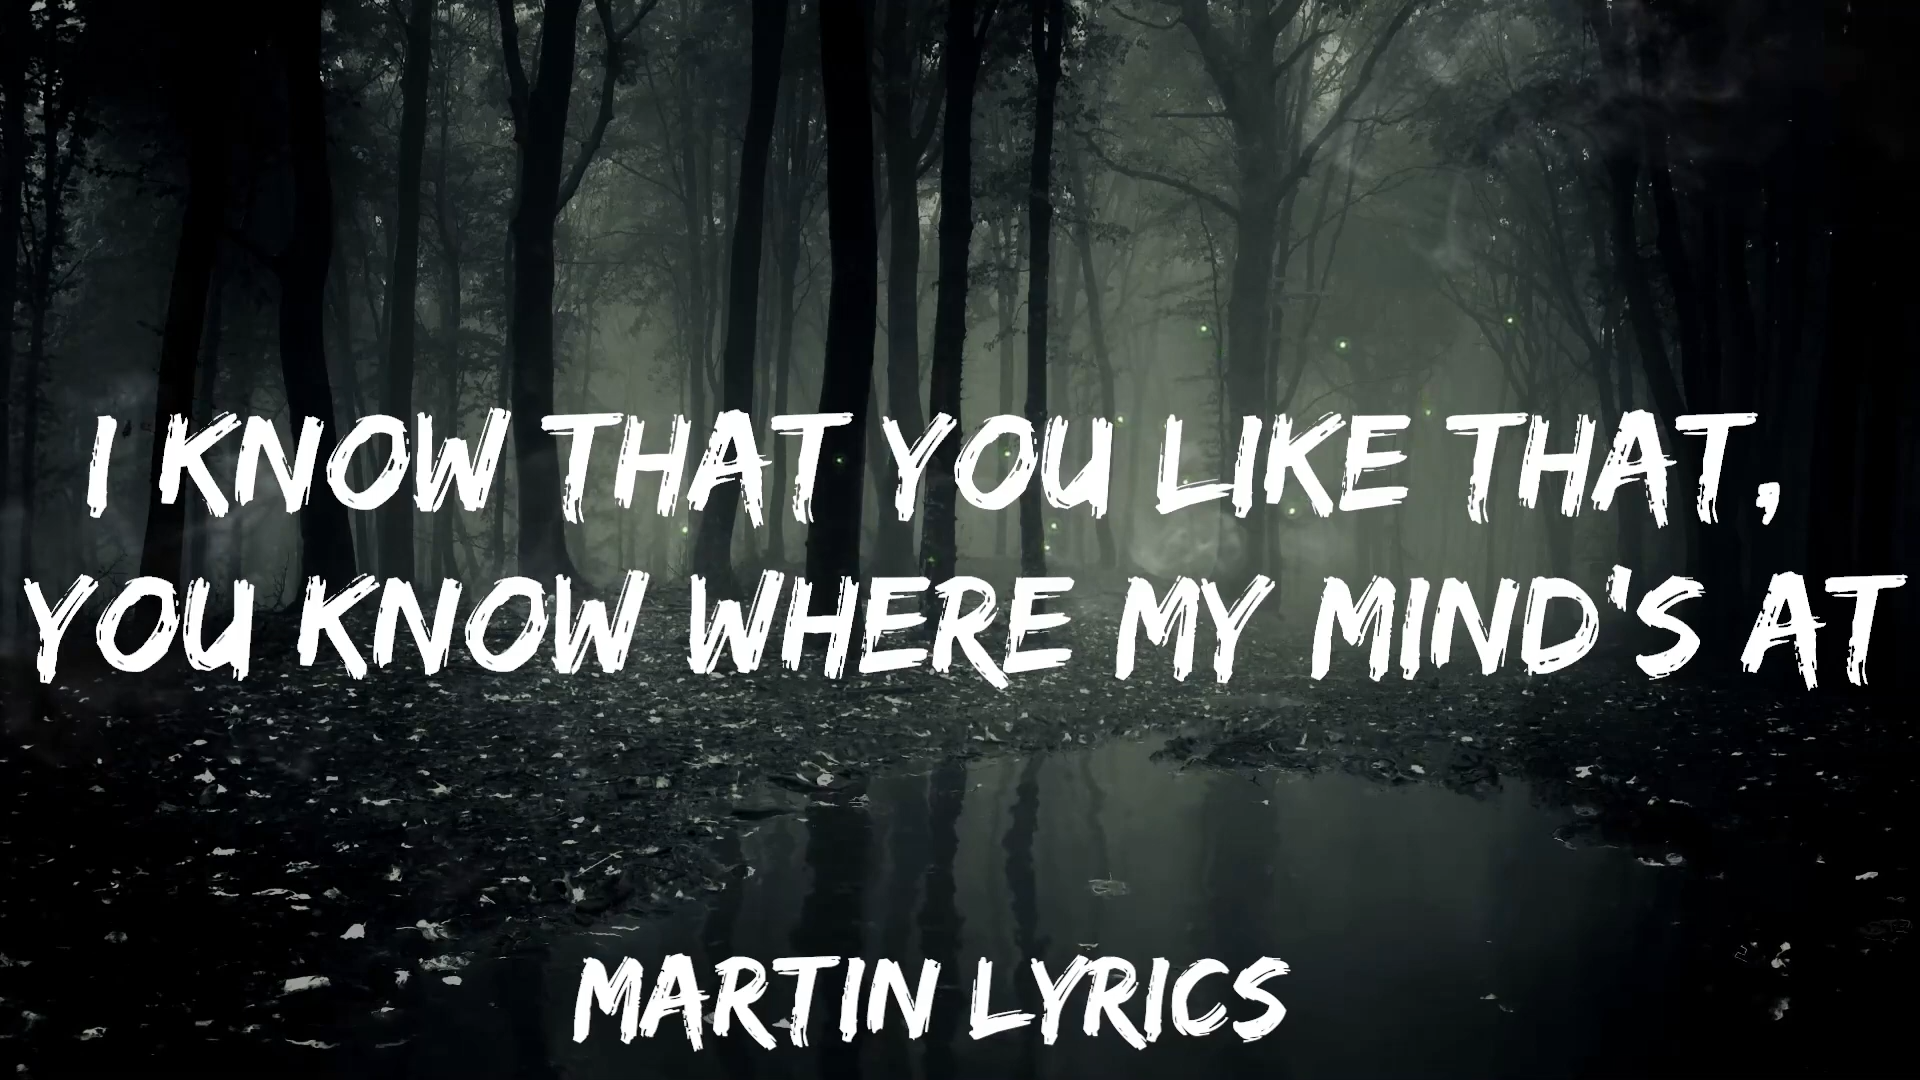 I KNOW THAT YOU LIKE THAT,
YOU KNOW WHERE MY MIND'S AT
MARTIN LYRICS